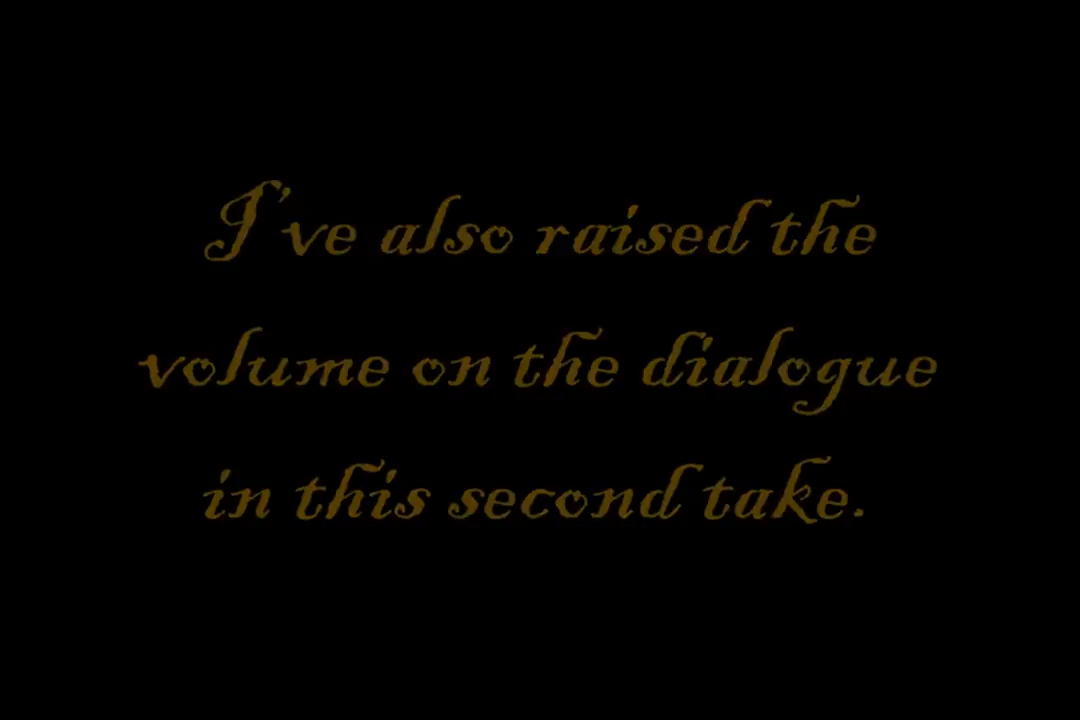 I've also raised the
volume on the dialogue
in this second take.